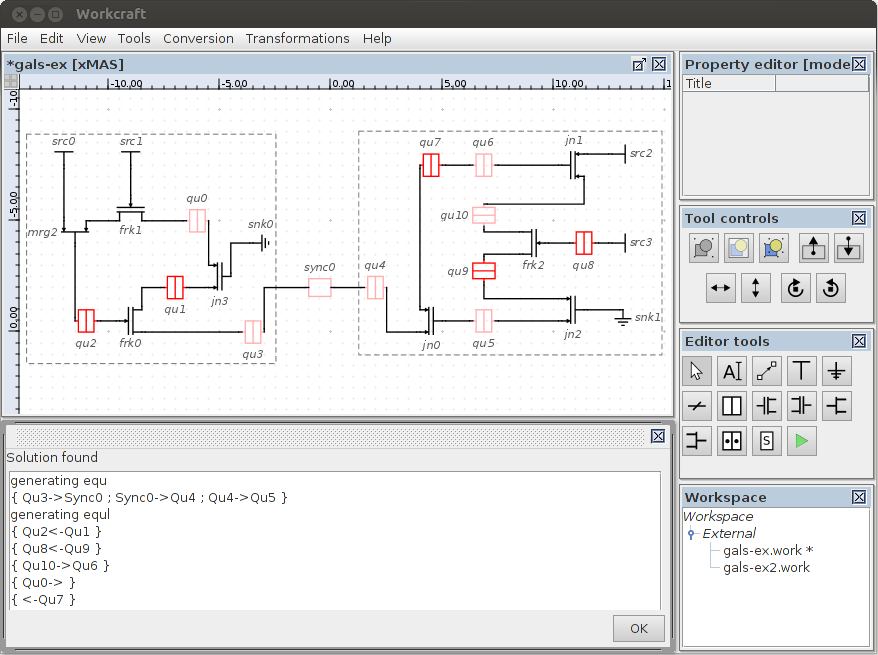 Workcraft
File Edit View Tools Conversion Transformations Help
*gals-ex [xMAS]
-10.00 -5.00 0.00 5.00 10.00 1
-10
-5.00
0.00
src0 src1
qu0
mrg2
frk1
snk0
qu1
jn3
qu2 frk0
qu3
sync0
qu4
qu7 qu6 jn1
src2
qu10
src3
qu9
frk2 qu8
snk1
jn0 qu5 jn2
Solution found
generating equ
{ Qu3->Sync0 ; Sync0->Qu4 ; Qu4->Qu5 }
generating equl
{ Qu2<-Qu1 }
{ Qu8<-Qu9 }
{ Qu10->Qu6 }
{ Qu0-> }
{ <-Qu7 }
OK
Property editor [mode
Title
Tool controls
Editor tools
A
S
Workspace
Workspace
External
gals-ex.work *
gals-ex2.work